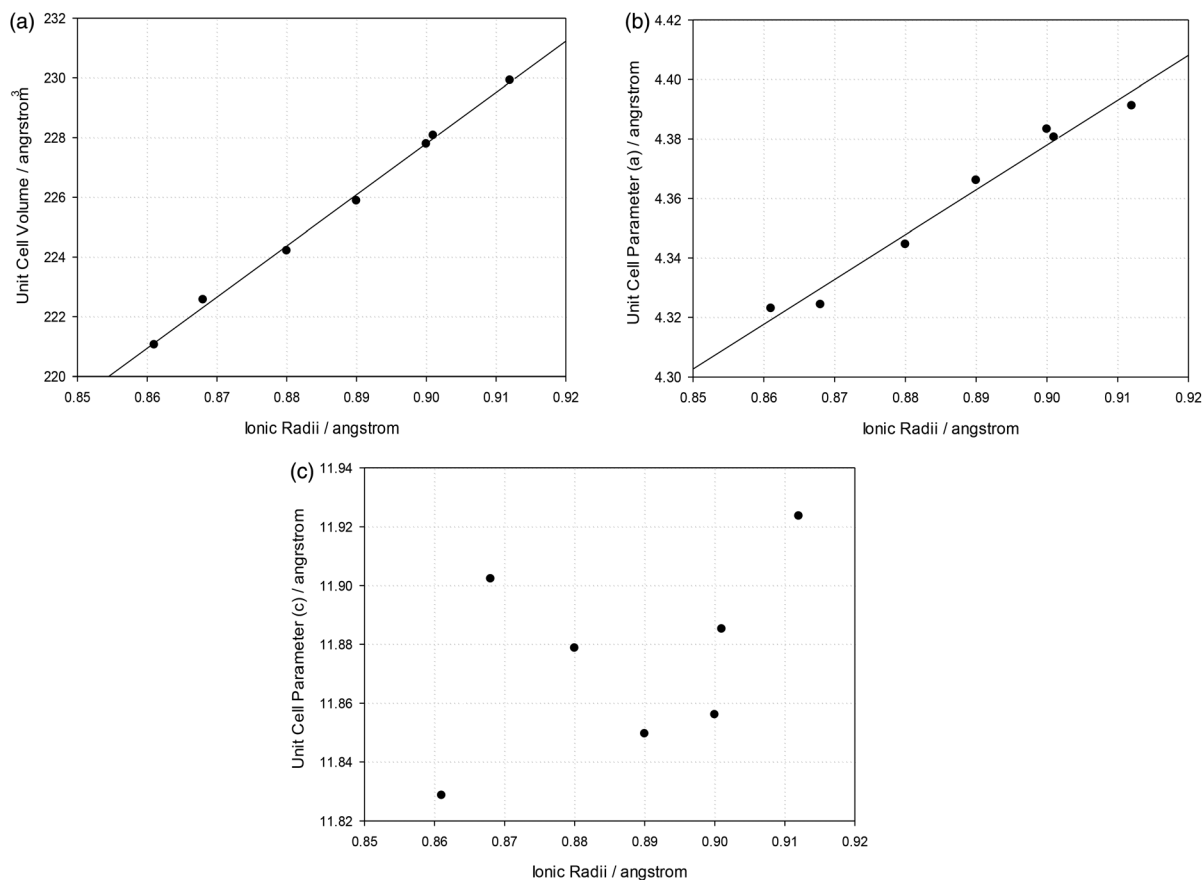 (a)
Unit Cell Volume / angrstrom3
230
228
226
224
221
220
0.85 0.86 0.87 0.88 0.89 0.90 0.91 0.92
Ionic Radii / angstrom
(b)
Unit Cell Parameter (a) / angstrom
4.42
4.40
4.38
4.36
4.34
4.32
4.30
0.85 0.86 0.87 0.88 0.89 0.90 0.91 0.92
Ionic Radii / angstrom
(c)
Unit Cell Parameter (c) / angrstrom
11.94
11.92
11.90
11.88
11.86
11.84
11.82
0.85 0.86 0.87 0.88 0.89 0.90 0.91 0.92
Ionic Radii / angstrom